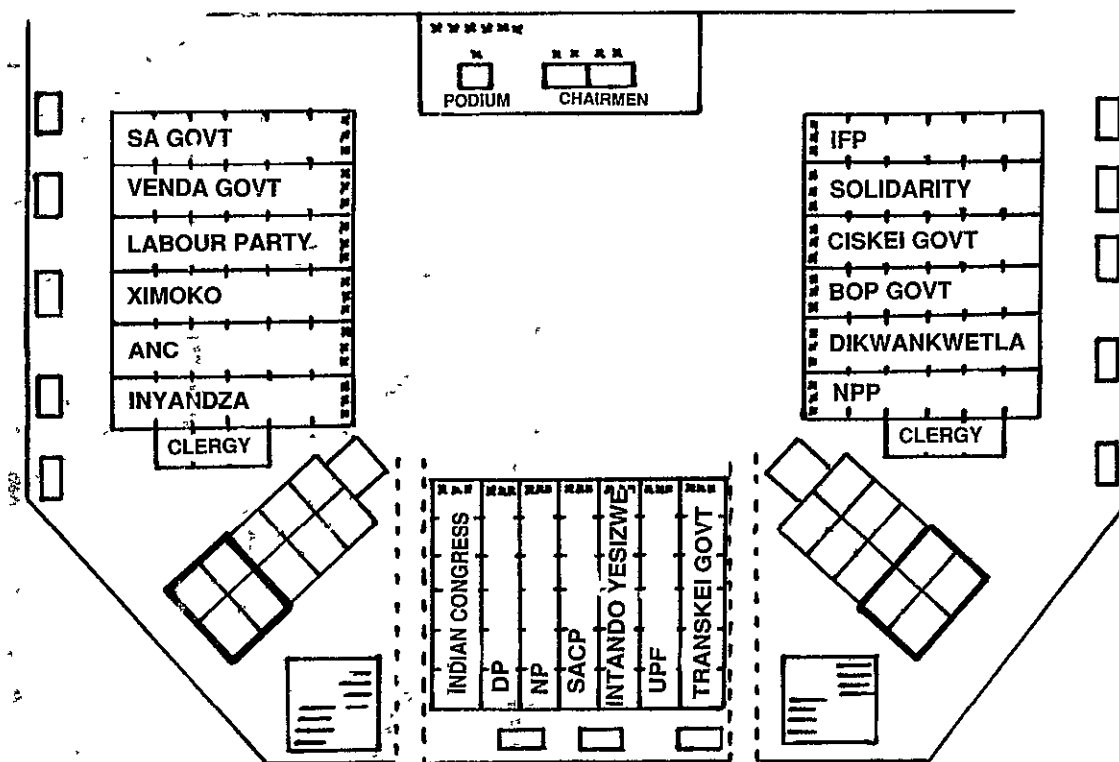 PODIUM
CHAIRMEN
SA GOVT
VENDA GOVT
LABOUR PARTY
XIMOKO
ANC
INYANDZA
CLERGY
IFP
SOLIDARITY
CISKEI GOVT
BOP GOVT
DIKWANKWETLA
NPP
CLERGY
INDIAN CONGRESS
DP
NP
SACP
INTANDO YESIZWE
UPF
TRANSKEI GOVT